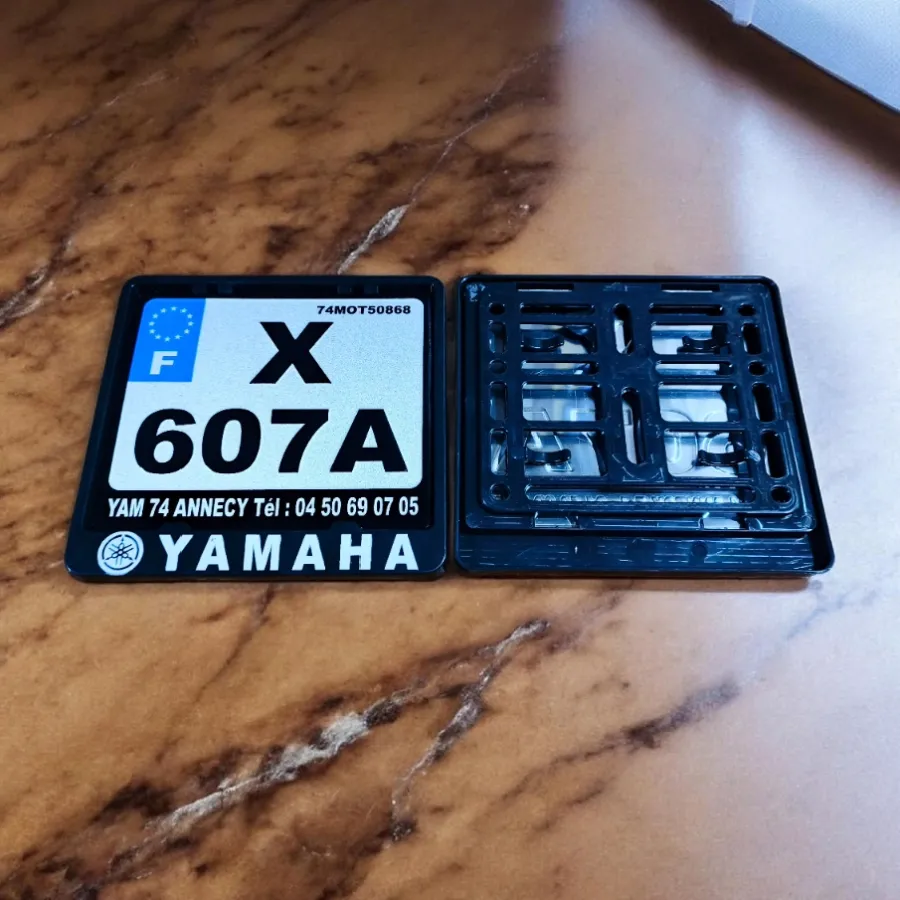 74MOT50868
X
F
607A
YAM 74 ANNECY Tél : 04 50 69 07 05
YAMAHA